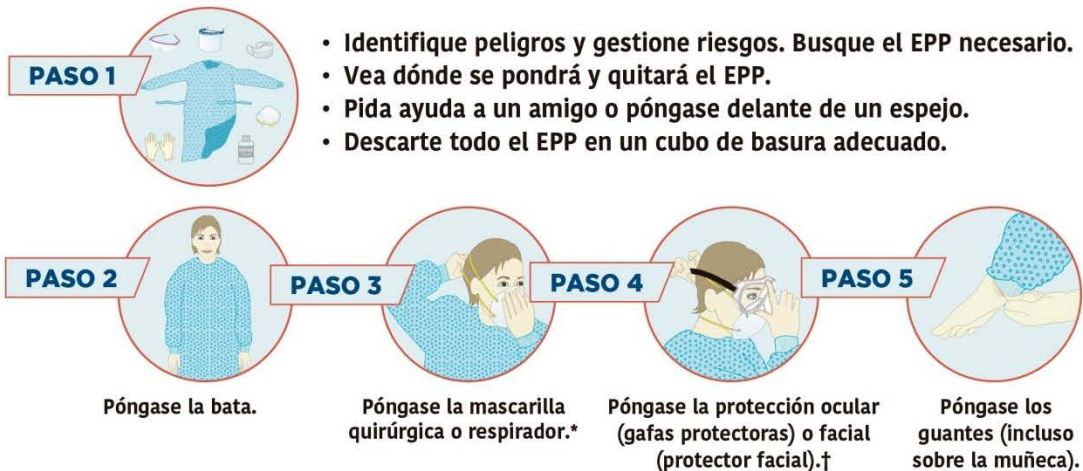 PASO 1
• Identifique peligros y gestione riesgos. Busque el EPP necesario.
• Vea dónde se pondrá y quitará el EPP.
• Pida ayuda a un amigo o póngase delante de un espejo.
• Descarte todo el EPP en un cubo de basura adecuado.
PASO 2
Póngase la bata.
PASO 3
Póngase la mascarilla
quirúrgica o respirador.*
PASO 4
Póngase la protección ocular
(gafas protectoras) o facial
(protector facial).†
PASO 5
Póngase los
guantes (incluso
sobre la muñeca).